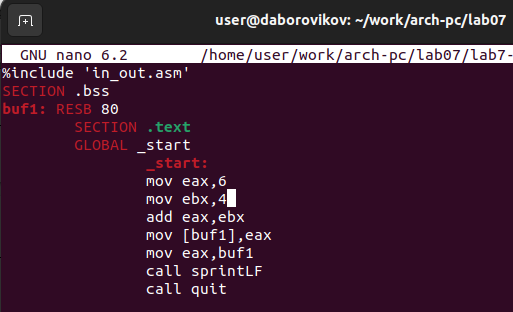 user@daborovikov: ~/work/arch-pc/lab07
GNU nano 6.2 /home/user/work/arch-pc/lab07/lab7-
%include 'in_out.asm'
SECTION .bss
buf1: RESB 80
SECTION .text
GLOBAL _start
_start:
mov eax,6
mov ebx,4
add eax,ebx
mov [buf1],eax
mov eax,buf1
call sprintLF
call quit